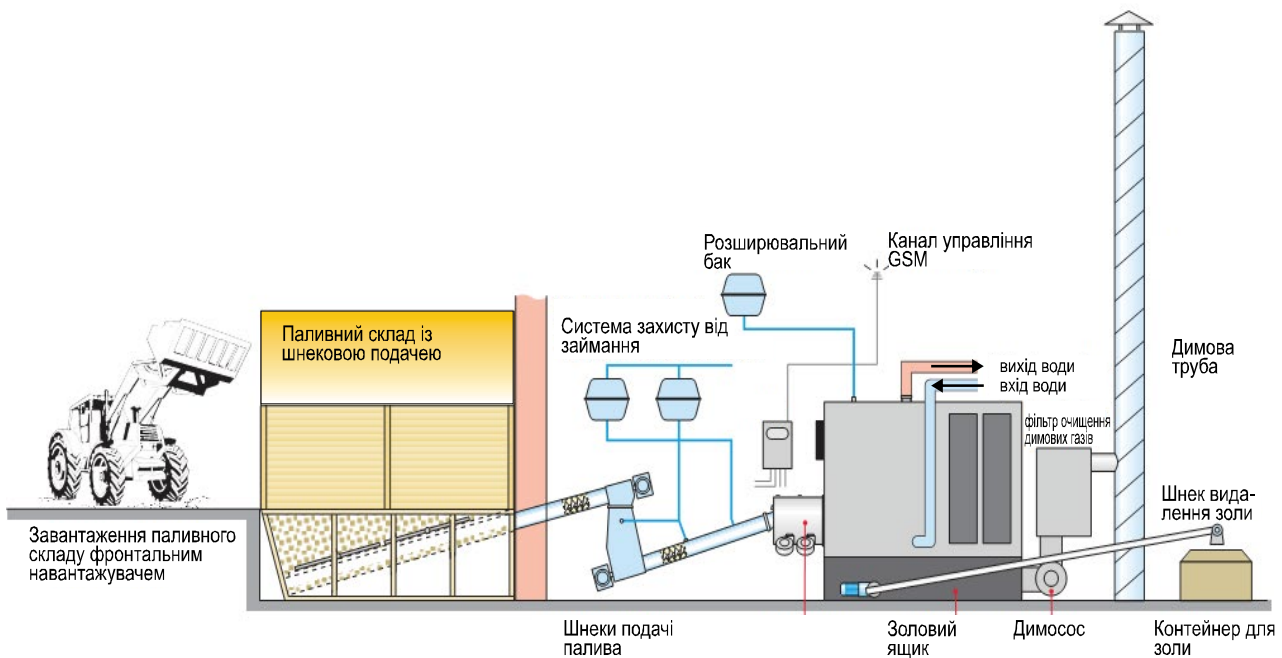 Розширювальний
бак
Канал управління
GSM
Паливний склад із
шнековою подачею
Система захисту від
займання
вихід води
вхід води
Димова
труба
фільтр очищення
димових газів
Шнек вида-
лення золи
Завантаження паливного
складу фронтальним
навантажувачем
Шнеки подачі
палива
Золовий
ящик
Димосос
Контейнер для
золи